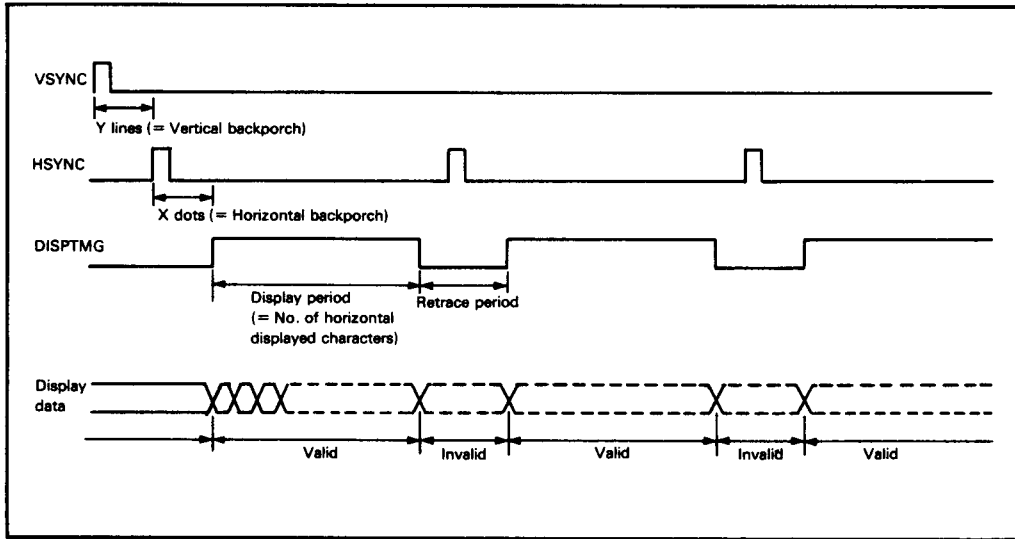 VSYNC
Y lines (= Vertical backporch)
HSYNC
X dots (= Horizontal backporch)
DISPTMG
Display period
(= No. of horizontal
displayed characters)
Retrace period
Display
data
Valid
Invalid
Valid
Invalid
Valid